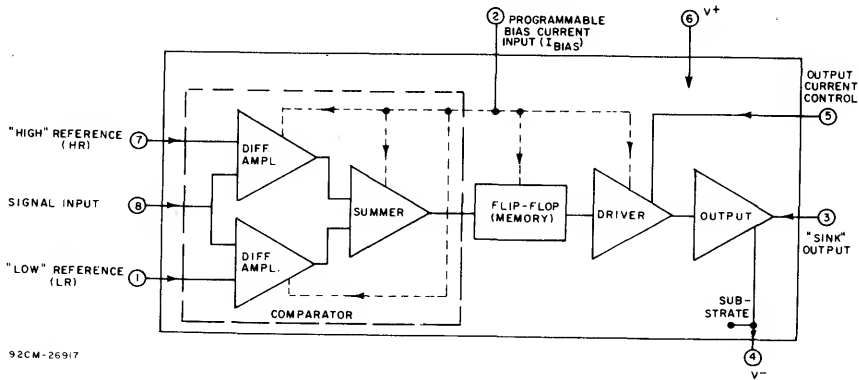 ② PROGRAMMABLE
BIAS CURRENT
INPUT (I BIAS)
⑥ V+
OUTPUT
CURRENT
CONTROL
⑤
"HIGH" REFERENCE
(HR)
⑦
DIFF
AMPL
SIGNAL INPUT
⑧
SUMMER
FLIP-FLOP
(MEMORY)
DRIVER
OUTPUT
③
"SINK"
OUTPUT
"LOW" REFERENCE
(LR)
①
DIFF
AMPL.
COMPARATOR
SUB-
STRATE
④
V-
92CM-26917